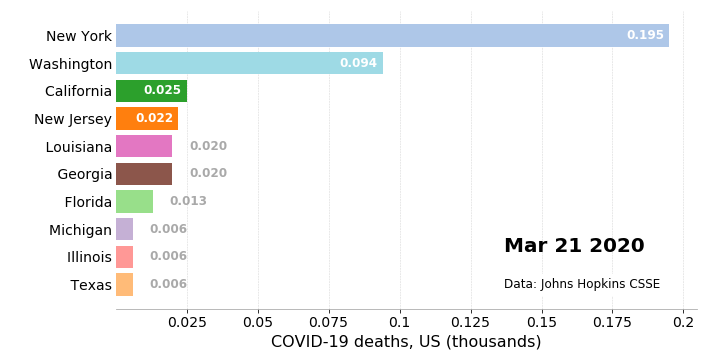 New York 0.195
Washington 0.094
California 0.025
New Jersey 0.022
Louisiana 0.020
Georgia 0.020
Florida 0.013
Michigan 0.006
Illinois 0.006
Texas 0.006
Mar 21 2020
Data: Johns Hopkins CSSE
0.025 0.05 0.075 0.1 0.125 0.15 0.175 0.2
COVID-19 deaths, US (thousands)